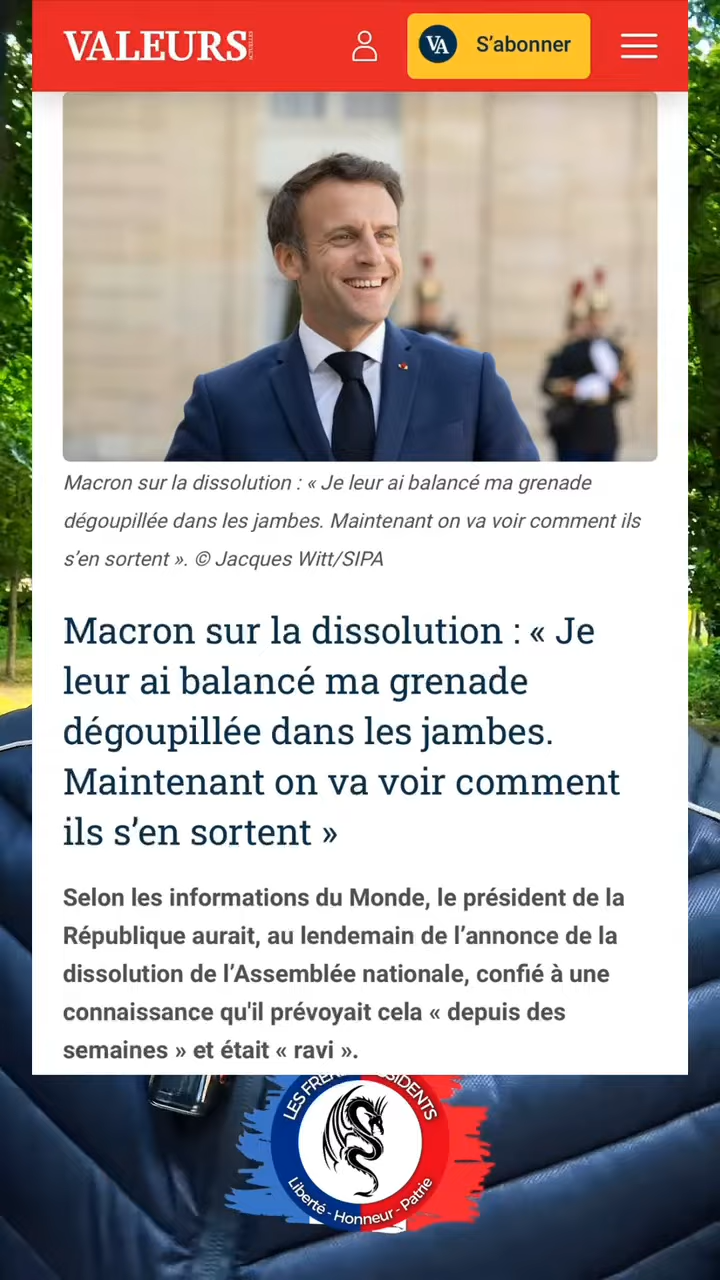 VALEURS
ACTUELLES
VA
S'abonner
Macron sur la dissolution : « Je leur ai balancé ma grenade
dégoupillée dans les jambes. Maintenant on va voir comment ils
s'en sortent ». © Jacques Witt/SIPA
Macron sur la dissolution : « Je
leur ai balancé ma grenade
dégoupillée dans les jambes.
Maintenant on va voir comment
ils s'en sortent »
Selon les informations du Monde, le président de la
République aurait, au lendemain de l'annonce de la
dissolution de l'Assemblée nationale, confié à une
connaissance qu'il prévoyait cela « depuis des
semaines » et était « ravi ».
LES
Liberté - Honneur - Patrie